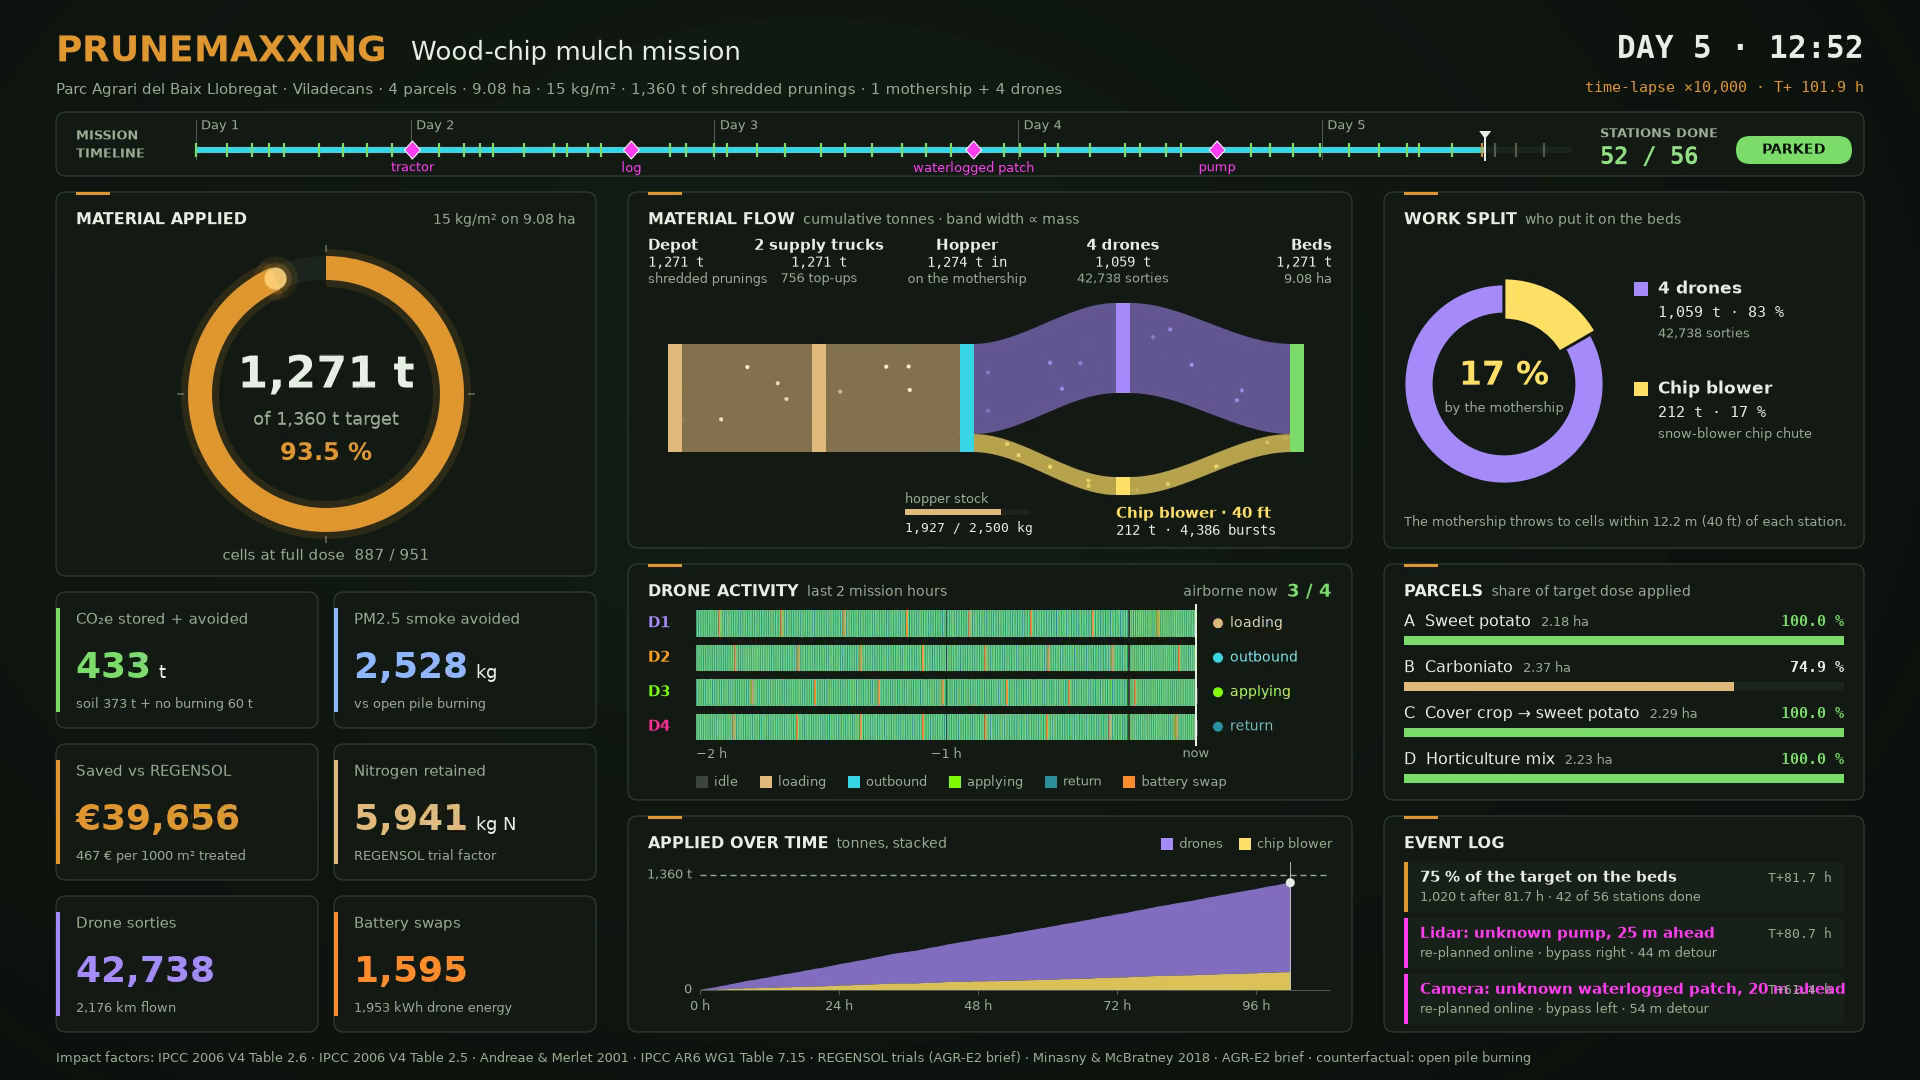 PRUNEMAXXING Wood-chip mulch mission
DAY 5 · 12:52
Parc Agrari del Baix Llobregat · Viladecans · 4 parcels · 9.08 ha · 15 kg/m² · 1,360 t of shredded prunings · 1 mothership + 4 drones
time-lapse ×10,000 · T+ 101.9 h
MISSION TIMELINE
Day 1 Day 2 Day 3 Day 4 Day 5
tractor log waterlogged patch pump
STATIONS DONE
52 / 56
PARKED
MATERIAL APPLIED 15 kg/m² on 9.08 ha
1,271 t
of 1,360 t target
93.5 %
cells at full dose 887 / 951
CO₂e stored + avoided
433 t
soil 373 t + no burning 60 t
PM2.5 smoke avoided
2,528 kg
vs open pile burning
Saved vs REGENSOL
€39,656
467 € per 1000 m² treated
Nitrogen retained
5,941 kg N
REGENSOL trial factor
Drone sorties
42,738
2,176 km flown
Battery swaps
1,595
1,953 kWh drone energy
MATERIAL FLOW cumulative tonnes · band width ∝ mass
Depot 2 supply trucks Hopper 4 drones Beds
1,271 t 1,271 t 1,274 t in 1,059 t 1,271 t
shredded prunings 756 top-ups on the mothership 42,738 sorties 9.08 ha
hopper stock
1,927 / 2,500 kg
Chip blower · 40 ft
212 t · 4,386 bursts
DRONE ACTIVITY last 2 mission hours airborne now 3 / 4
D1 loading
D2 outbound
D3 applying
D4 return
−2 h −1 h now
idle loading outbound applying return battery swap
APPLIED OVER TIME tonnes, stacked drones chip blower
1,360 t
0
0 h 24 h 48 h 72 h 96 h
WORK SPLIT who put it on the beds
17 %
by the mothership
4 drones
1,059 t · 83 %
42,738 sorties
Chip blower
212 t · 17 %
snow-blower chip chute
The mothership throws to cells within 12.2 m (40 ft) of each station.
PARCELS share of target dose applied
A Sweet potato 2.18 ha 100.0 %
B Carboniato 2.37 ha 74.9 %
C Cover crop → sweet potato 2.29 ha 100.0 %
D Horticulture mix 2.23 ha 100.0 %
EVENT LOG
75 % of the target on the beds T+81.7 h
1,020 t after 81.7 h · 42 of 56 stations done
Lidar: unknown pump, 25 m ahead T+80.7 h
re-planned online · bypass right · 44 m detour
Camera: unknown waterlogged patch, 20 m ahead
re-planned online · bypass left · 54 m detour
Impact factors: IPCC 2006 V4 Table 2.6 · IPCC 2006 V4 Table 2.5 · Andreae & Merlet 2001 · IPCC AR6 WG1 Table 7.15 · REGENSOL trials (AGR-E2 brief) · Minasny & McBratney 2018 · AGR-E2 brief · counterfactual: open pile burning